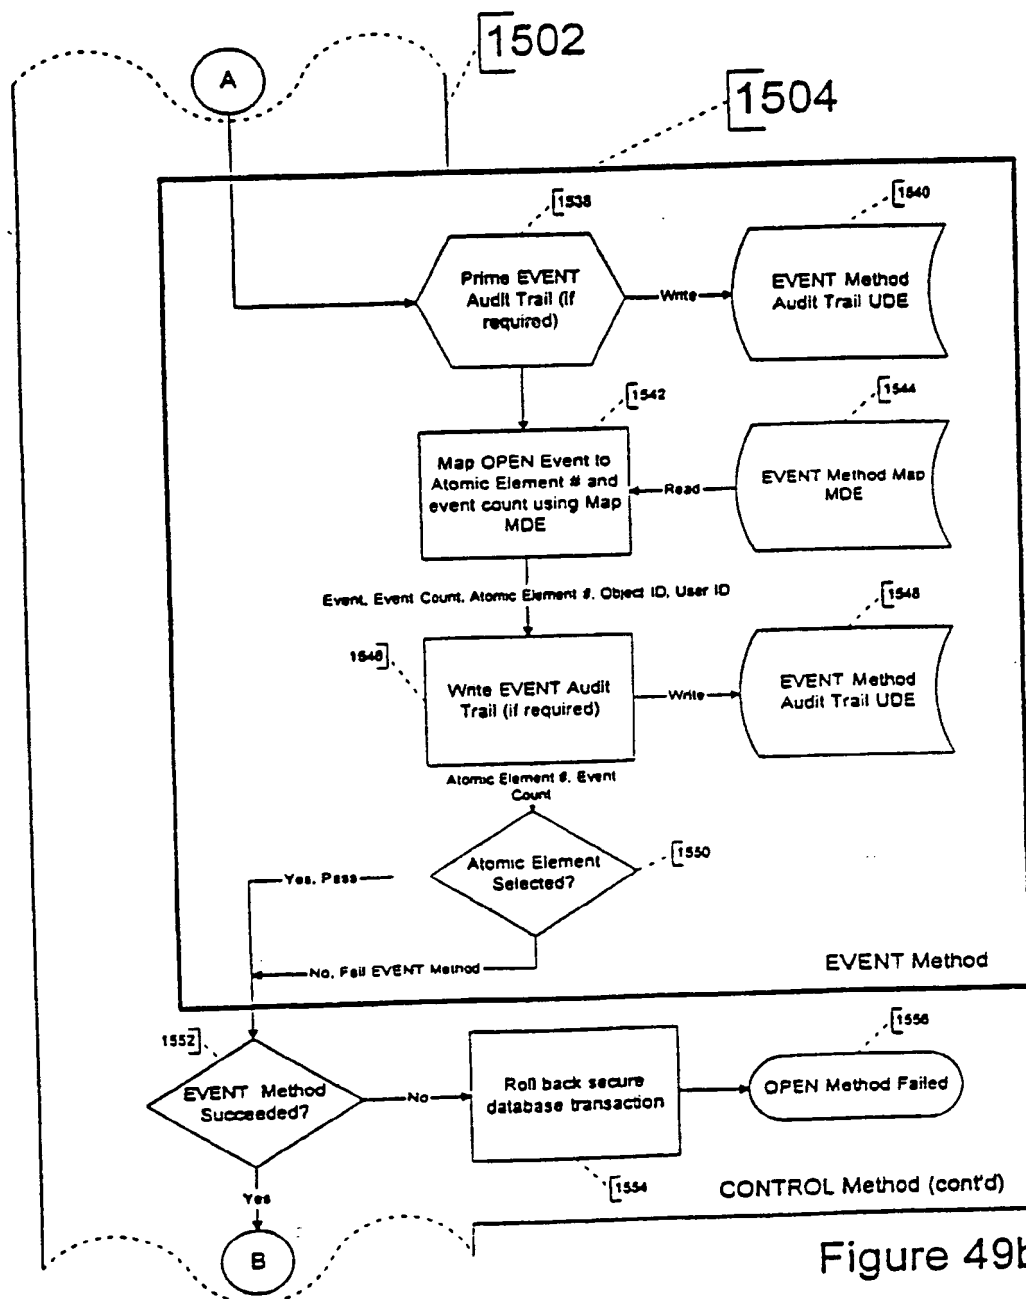 1502
A
1504
1538
1540
Prime EVENT
Audit Trail (if
required)
Write
EVENT Method
Audit Trail UDE
1542
1544
Map OPEN Event to
Atomic Element # and
event count using Map
MDE
Read
EVENT Method Map
MDE
Event, Event Count, Atomic Element #, Object ID, User ID
1546
1548
Write EVENT Audit
Trail (if required)
Write
EVENT Method
Audit Trail UDE
Atomic Element #, Event
Count
1550
Atomic Element
Selected?
Yes, Pass
No, Fail EVENT Method
EVENT Method
1552
1556
EVENT Method
Succeeded?
No
Roll back secure
database transaction
OPEN Method Failed
1554
Yes
CONTROL Method (cont'd)
B
Figure 49b